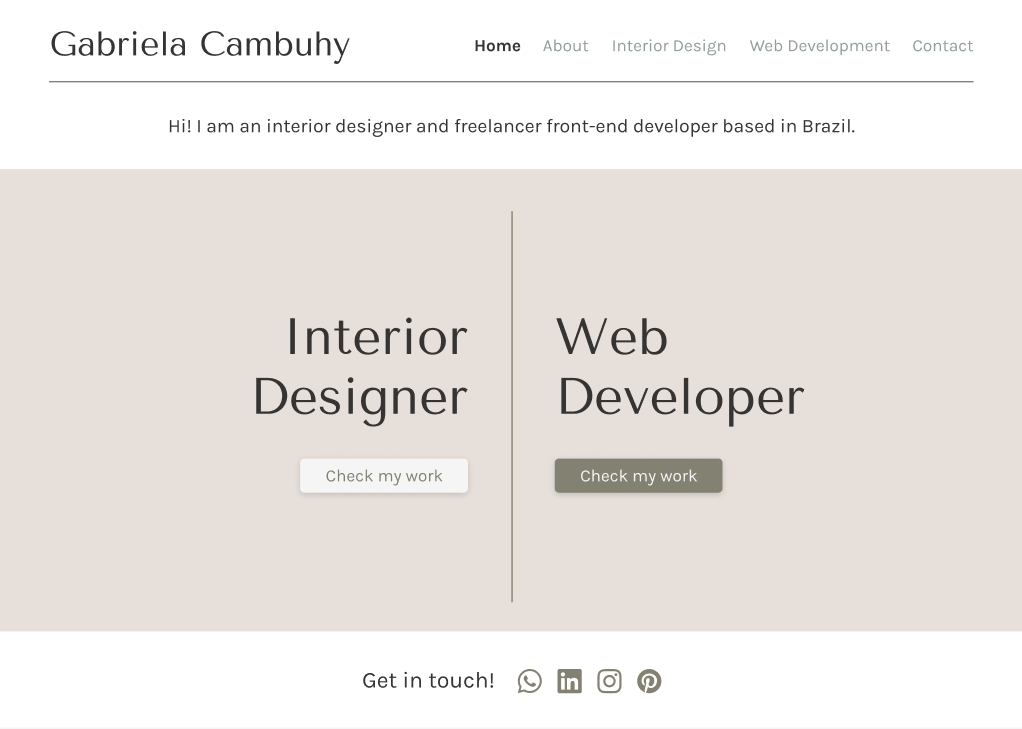 Gabriela Cambuhy
Home About Interior Design Web Development Contact
Hi! I am an interior designer and freelancer front-end developer based in Brazil.
Interior
Designer
Check my work
Web
Developer
Check my work
Get in touch!